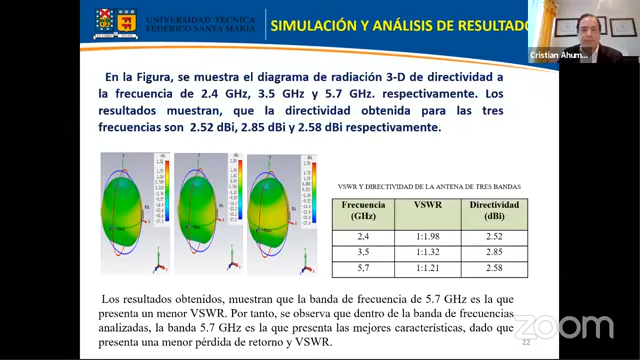 UNIVERSIDAD TECNICA
FEDERICO SANTA MARIA
SIMULACIÓN Y ANÁLISIS DE RESULTADO
Cristian Ahum...
En la Figura, se muestra el diagrama de radiación 3-D de directividad a
la frecuencia de 2.4 GHz, 3.5 GHz y 5.7 GHz. respectivamente. Los
resultados muestran, que la directividad obtenida para las tres
frecuencias son 2.52 dBi, 2.85 dBi y 2.58 dBi respectivamente.
VSWR Y DIRECTIVIDAD DE LA ANTENA DE TRES BANDAS
Frecuencia (GHz) VSWR Directividad (dBi)
2,4 1:1.98 2.52
3,5 1:1.32 2.85
5,7 1:1.21 2.58
Los resultados obtenidos, muestran que la banda de frecuencia de 5.7 GHz es la que
presenta un menor VSWR. Por tanto, se observa que dentro de la banda de frecuencias
analizadas, la banda 5.7 GHz es la que presenta las mejores características, dado que
presenta una menor pérdida de retorno y VSWR.
22
zoom